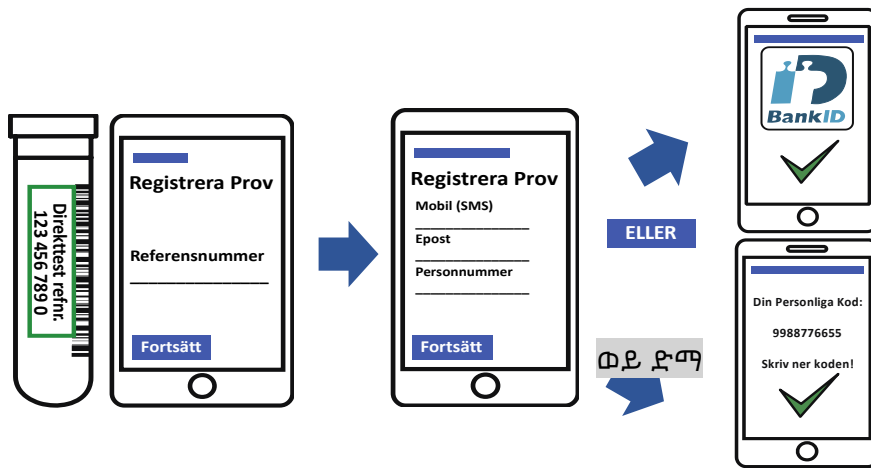 Direkttest refnr.
123 456 789 0
Registrera Prov
Referensnummer
Fortsätt
Registrera Prov
Mobil (SMS)
Epost
Personnummer
Fortsätt
ELLER
ወይ ድማ
BankID
Din Personliga Kod:
9988776655
Skriv ner koden!